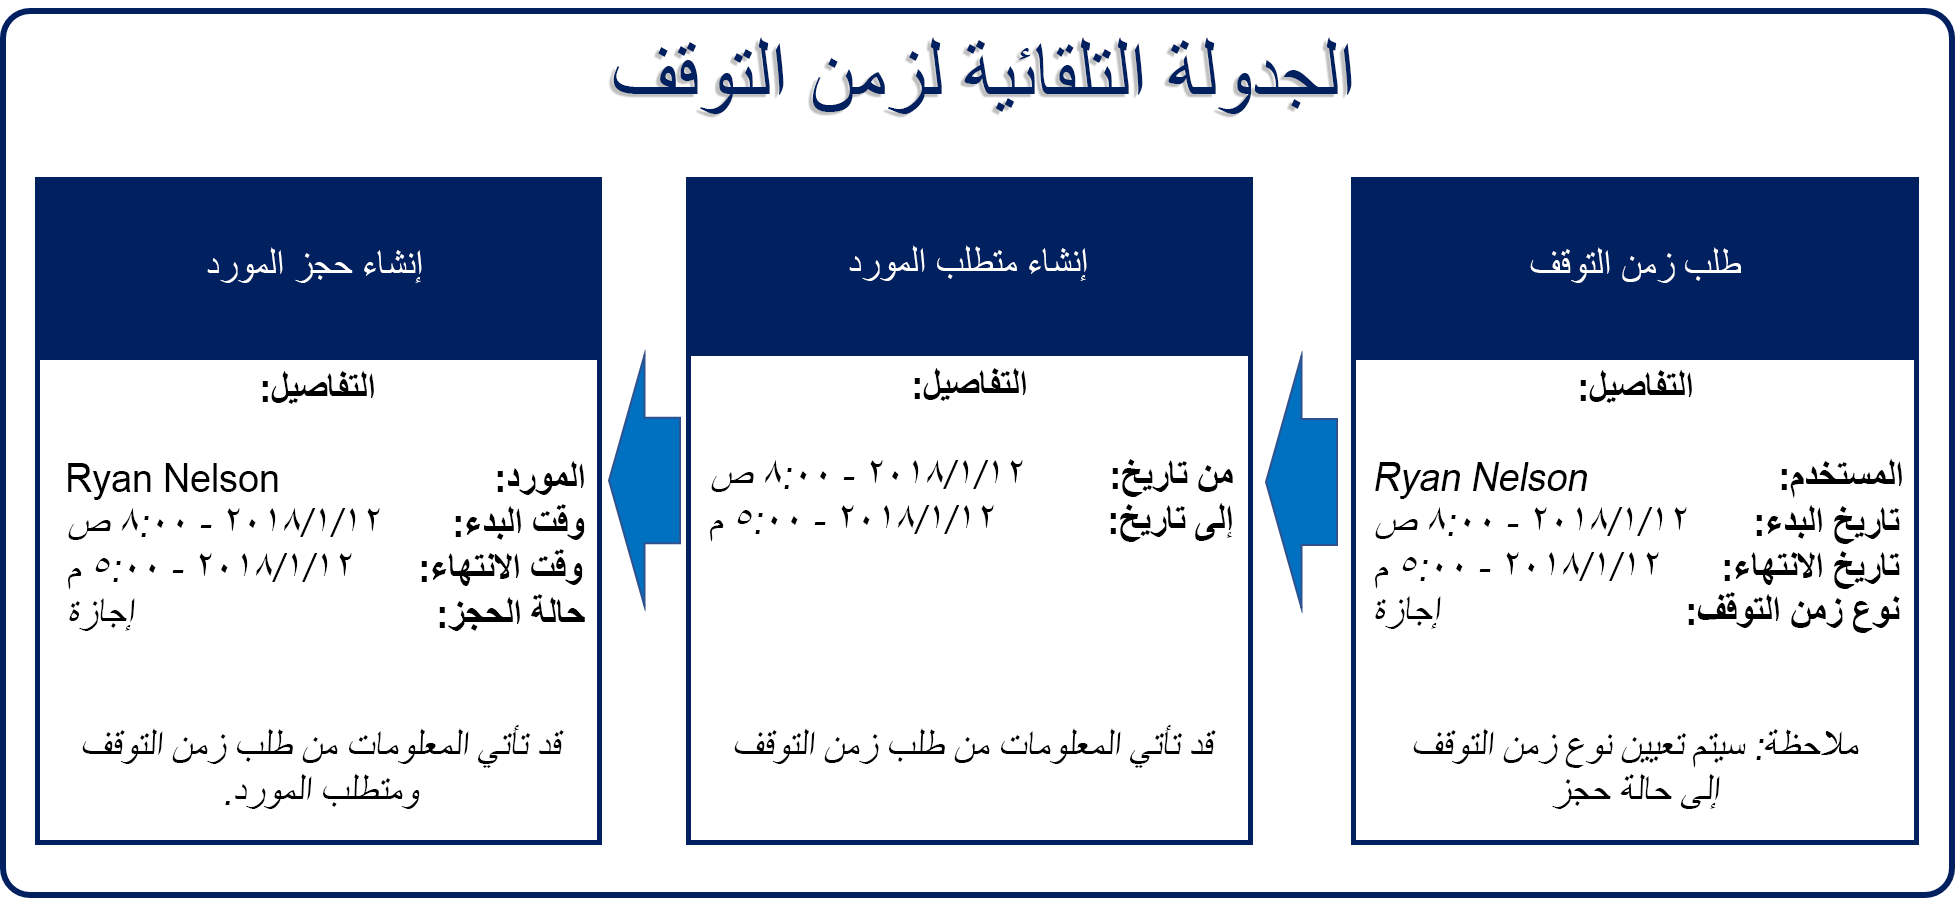 الجدولة التلقائية لزمن التوقف
طلب زمن التوقف
التفاصيل:
المستخدم: Ryan Nelson
تاريخ البدء: ٢٠١٨/١/١٢ - ٨:٠٠ ص
تاريخ الانتهاء: ٢٠١٨/١/١٢ - ٥:٠٠ م
نوع زمن التوقف: إجازة
ملاحظة: سيتم تعيين نوع زمن التوقف
إلى حالة حجز
إنشاء متطلب المورد
التفاصيل:
من تاريخ: ٢٠١٨/١/١٢ - ٨:٠٠ ص
إلى تاريخ: ٢٠١٨/١/١٢ - ٥:٠٠ م
قد تأتي المعلومات من طلب زمن التوقف
إنشاء حجز المورد
التفاصيل:
المورد: Ryan Nelson
وقت البدء: ٢٠١٨/١/١٢ - ٨:٠٠ ص
وقت الانتهاء: ٢٠١٨/١/١٢ - ٥:٠٠ م
حالة الحجز: إجازة
قد تأتي المعلومات من طلب زمن التوقف
ومتطلب المورد.